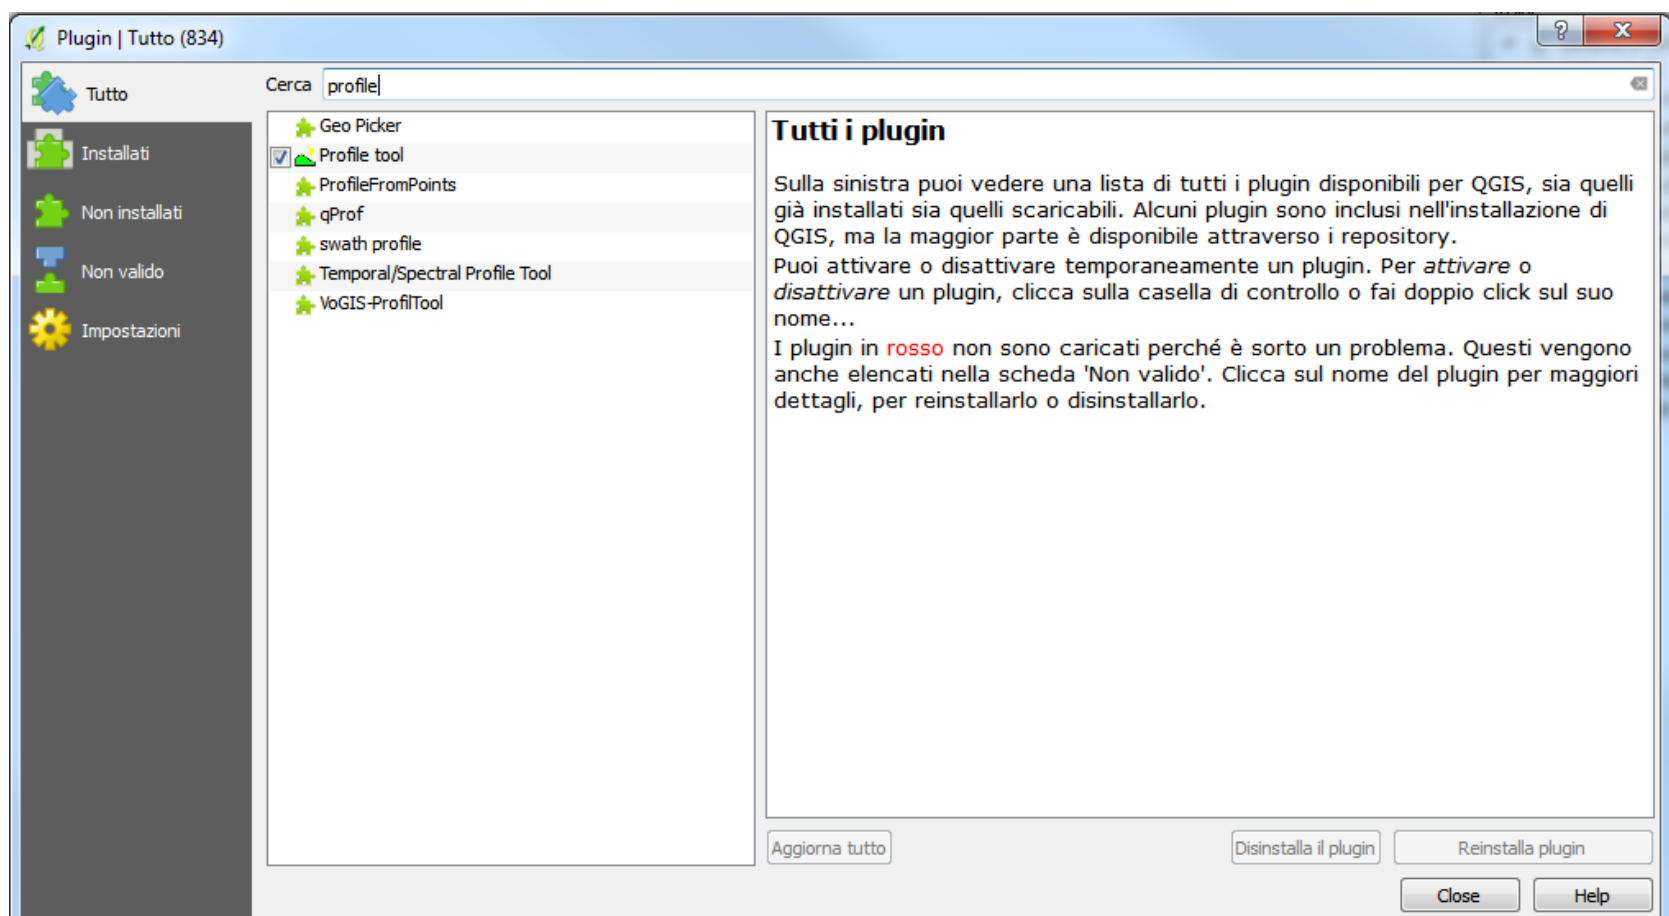 Plugin | Tutto (834)
Tutto
Installati
Non installati
Non valido
Impostazioni
Cerca profile
Geo Picker
Profile tool
ProfileFromPoints
qProf
swath profile
Temporal/Spectral Profile Tool
VoGIS-ProfilTool
Tutti i plugin
Sulla sinistra puoi vedere una lista di tutti i plugin disponibili per QGIS, sia quelli
già installati sia quelli scaricabili. Alcuni plugin sono inclusi nell'installazione di
QGIS, ma la maggior parte è disponibile attraverso i repository.
Puoi attivare o disattivare temporaneamente un plugin. Per attivare o
disattivare un plugin, clicca sulla casella di controllo o fai doppio click sul suo
nome...
I plugin in rosso non sono caricati perché è sorto un problema. Questi vengono
anche elencati nella scheda 'Non valido'. Clicca sul nome del plugin per maggiori
dettagli, per reinstallarlo o disinstallarlo.
Aggiorna tutto
Disinstalla il plugin
Reinstalla plugin
Close
Help